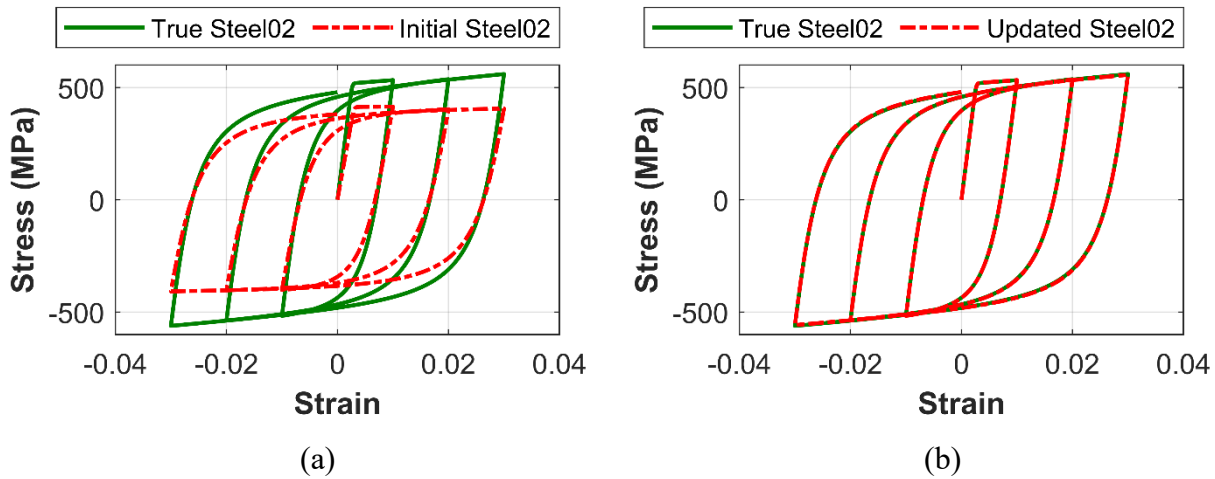 True Steel02 Initial Steel02
500
0
-500
-0.04 -0.02 0 0.02 0.04
Stress (MPa)
Strain
(a)
True Steel02 Updated Steel02
500
0
-500
-0.04 -0.02 0 0.02 0.04
Stress (MPa)
Strain
(b)